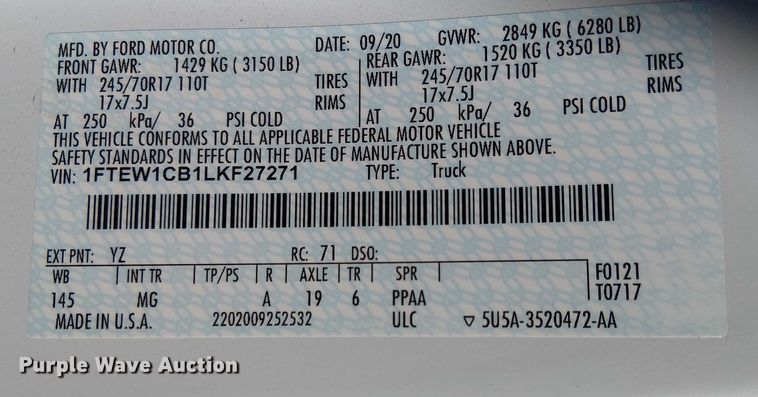 MFD. BY FORD MOTOR CO. DATE: 09/20 GVWR: 2849 KG ( 6280 LB)
FRONT GAWR: 1429 KG ( 3150 LB) REAR GAWR: 1520 KG ( 3350 LB)
WITH 245/70R17 110T TIRES WITH 245/70R17 110T TIRES
17x7.5J RIMS 17x7.5J RIMS
AT 250 kPa/ 36 PSI COLD AT 250 kPa/ 36 PSI COLD
THIS VEHICLE CONFORMS TO ALL APPLICABLE FEDERAL MOTOR VEHICLE
SAFETY STANDARDS IN EFFECT ON THE DATE OF MANUFACTURE SHOWN ABOVE.
VIN: 1FTEW1CB1LKF27271 TYPE: Truck
EXT PNT: YZ RC: 71 DSO:
WB INT TR TP/PS R AXLE TR SPR F0121
145 MG A 19 6 PPAA T0717
MADE IN U.S.A. 2202009252532 ULC ▽ 5U5A-3520472-AA
Purple Wave Auction